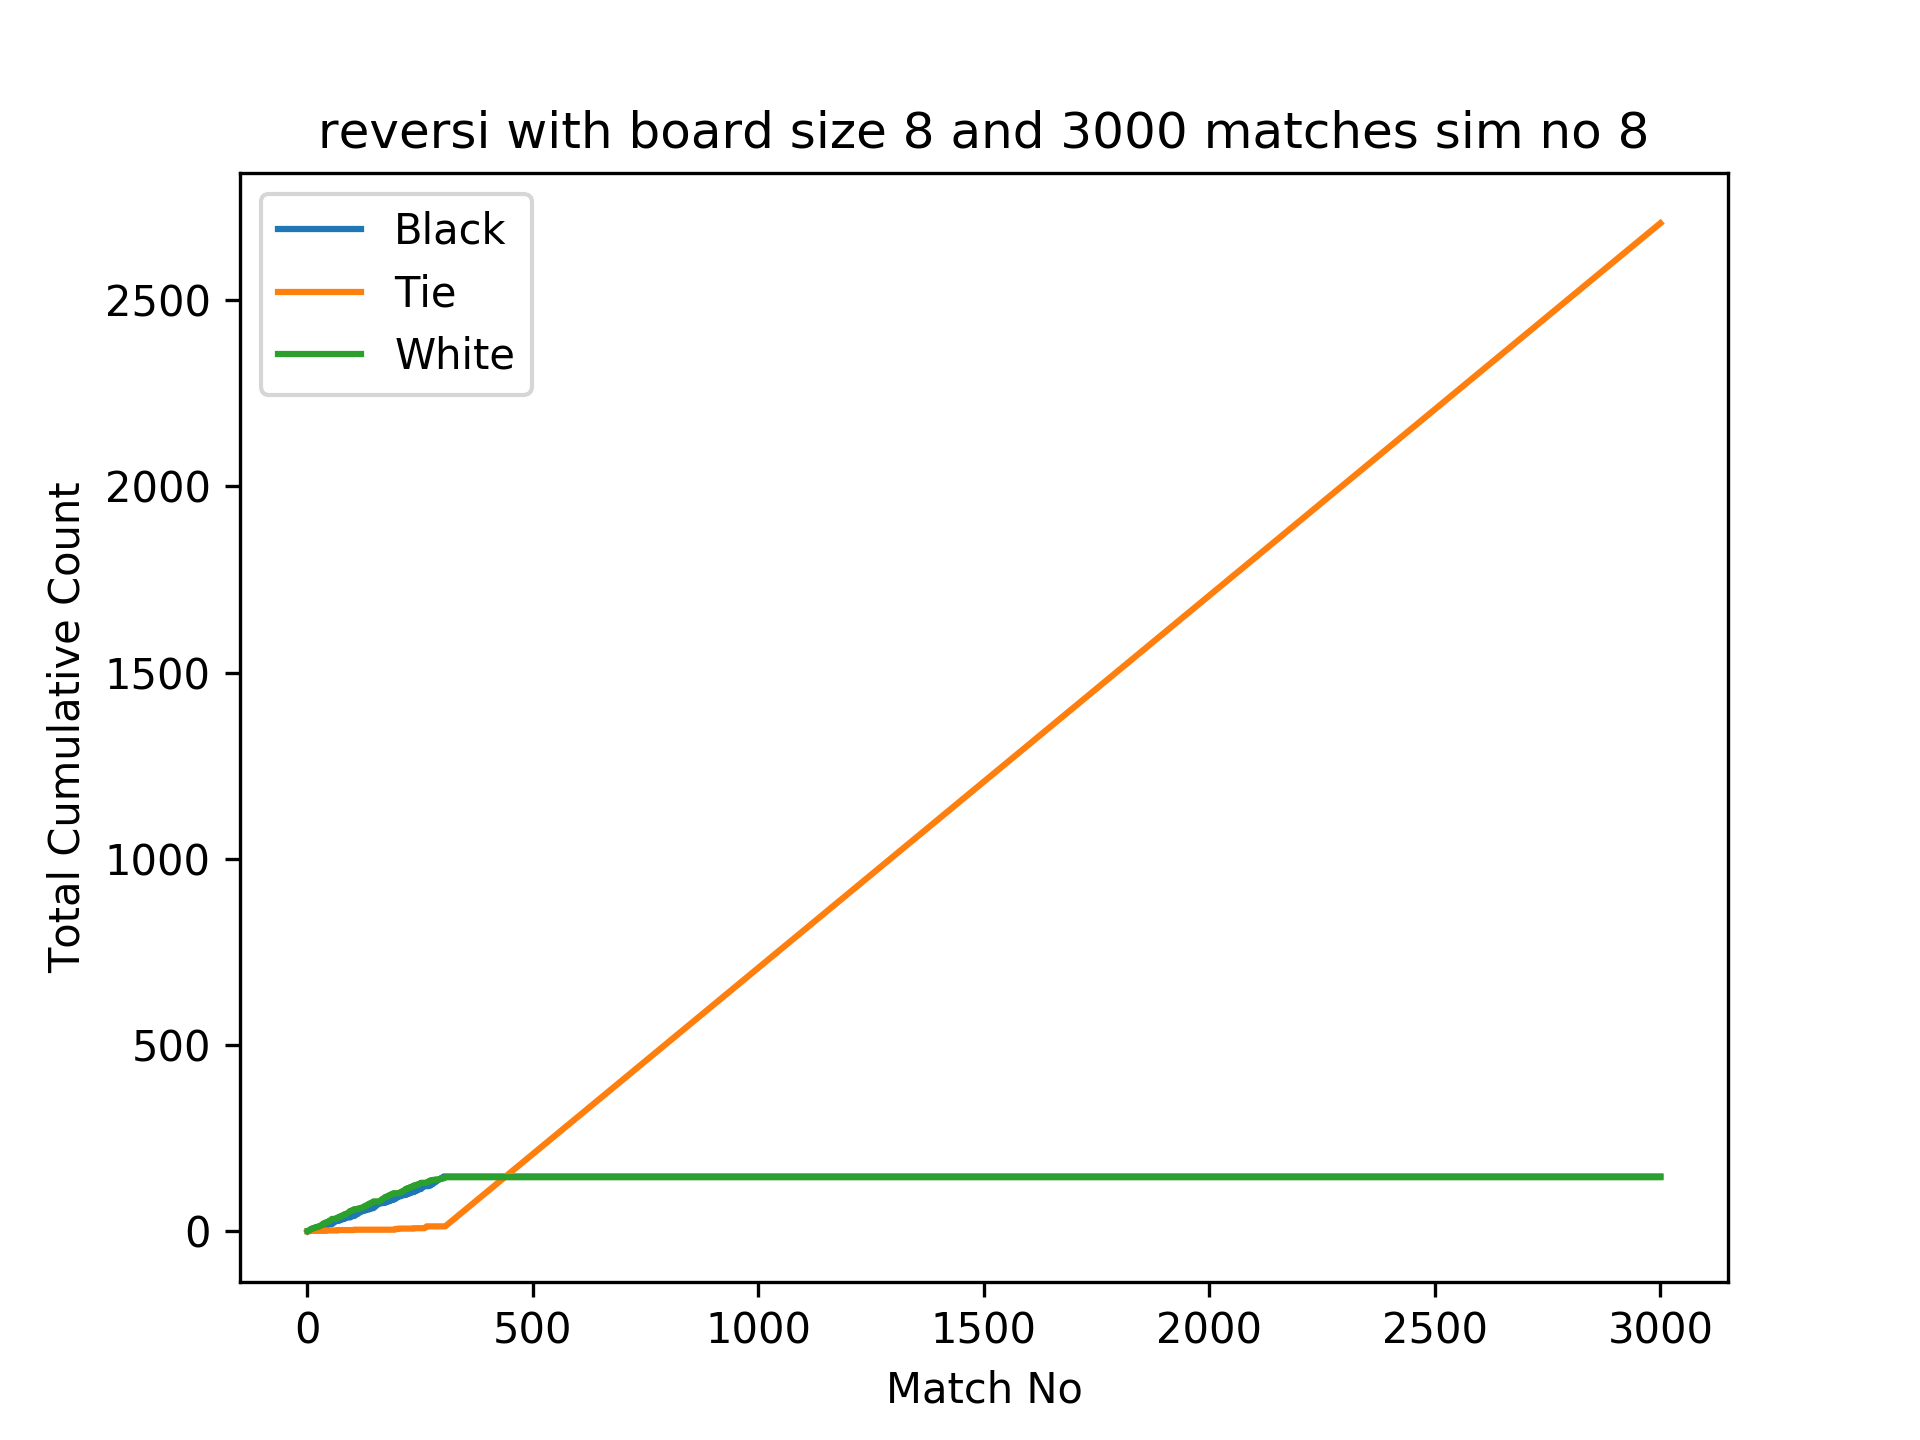 reversi with board size 8 and 3000 matches sim no 8
Black
Tie
White
Total Cumulative Count
2500
2000
1500
1000
500
0
0 500 1000 1500 2000 2500 3000
Match No